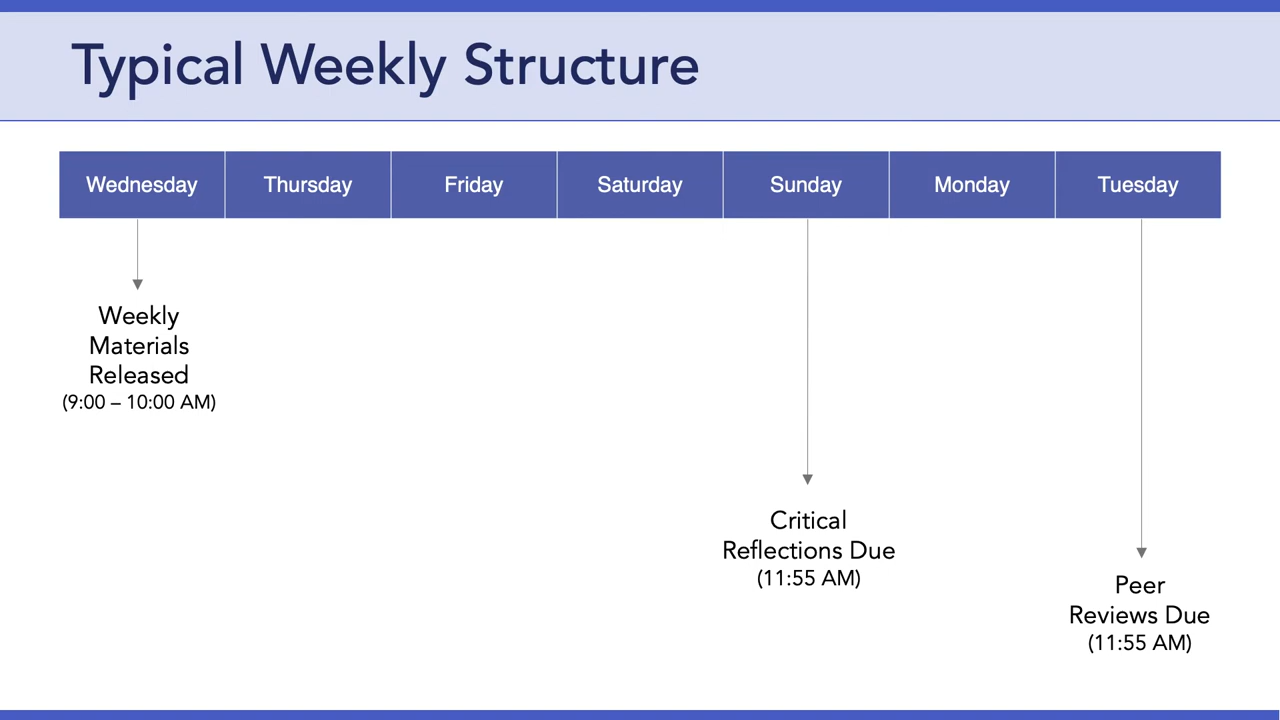 Typical Weekly Structure
Wednesday
Thursday
Friday
Saturday
Sunday
Monday
Tuesday
Weekly
Materials
Released
(9:00 – 10:00 AM)
Critical
Reflections Due
(11:55 AM)
Peer
Reviews Due
(11:55 AM)